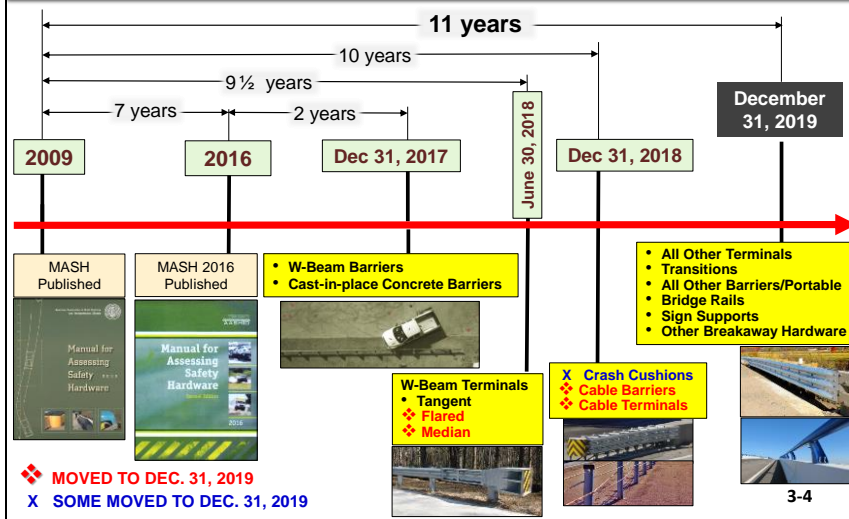 11 years
10 years
9 ½ years
7 years
2 years
2009
2016
Dec 31, 2017
June 30, 2018
Dec 31, 2018
December
31, 2019
MASH
Published
MASH 2016
Published
• W-Beam Barriers
• Cast-in-place Concrete Barriers
W-Beam Terminals
• Tangent
❖ Flared
❖ Median
X Crash Cushions
❖ Cable Barriers
❖ Cable Terminals
• All Other Terminals
• Transitions
• All Other Barriers/Portable
• Bridge Rails
• Sign Supports
• Other Breakaway Hardware
Manual for
Assessing
Safety
Hardware
AASHTO
Manual for
Assessing
Safety
Hardware
Second Edition
2016
❖ MOVED TO DEC. 31, 2019
X SOME MOVED TO DEC. 31, 2019
3-4